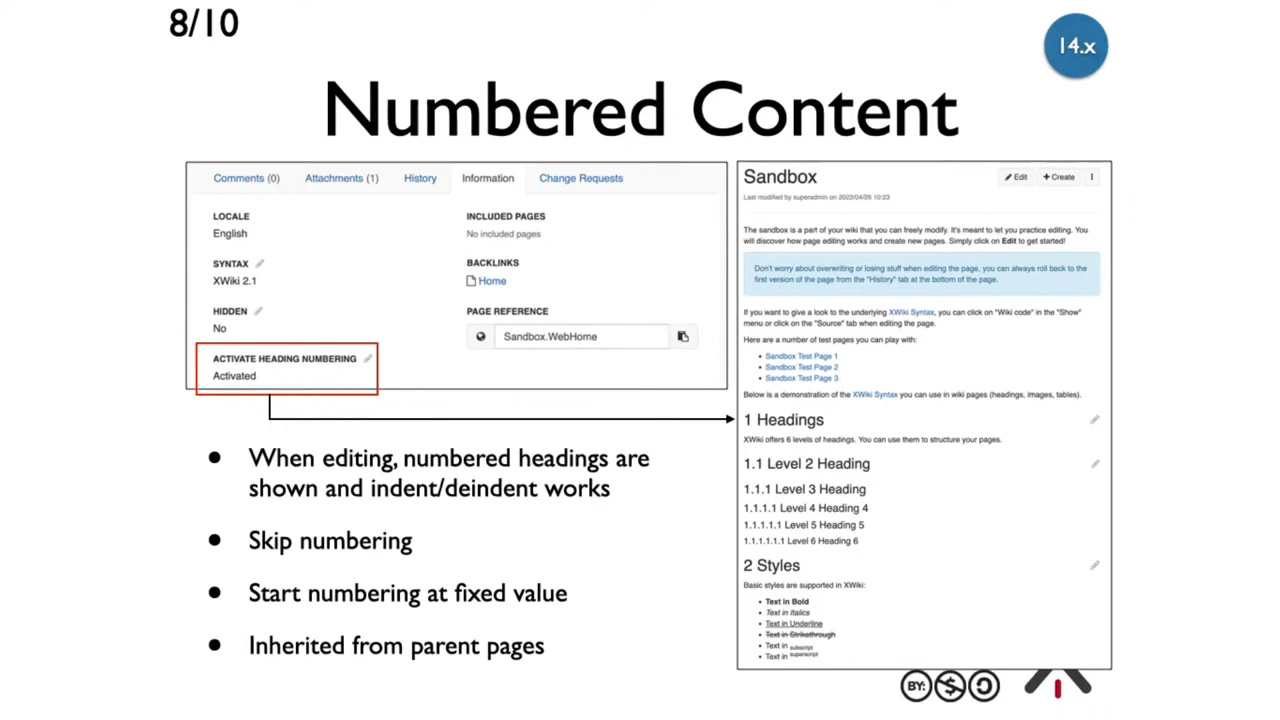 8/10
14.x
Numbered Content
Comments (0) Attachments (1) History Information Change Requests
LOCALE
English
SYNTAX
XWiki 2.1
HIDDEN
No
ACTIVATE HEADING NUMBERING
Activated
INCLUDED PAGES
No included pages
BACKLINKS
Home
PAGE REFERENCE
Sandbox.WebHome
Sandbox
Edit + Create
Last modified by superadmin on 2022/04/26 10:23
The sandbox is a part of your wiki that you can freely modify. It's meant to let you practice editing. You
will discover how page editing works and create new pages. Simply click on Edit to get started!
Don't worry about overwriting or losing stuff when editing the page, you can always roll back to the
first version of the page from the "History" tab at the bottom of the page.
If you want to give a look to the underlying XWiki Syntax, you can click on "Wiki code" in the "Show"
menu or click on the "Source" tab when editing the page.
Here are a number of test pages you can play with:
• Sandbox Test Page 1
• Sandbox Test Page 2
• Sandbox Test Page 3
Below is a demonstration of the XWiki Syntax you can use in wiki pages (headings, images, tables).
1 Headings
XWiki offers 6 levels of headings. You can use them to structure your pages.
1.1 Level 2 Heading
1.1.1 Level 3 Heading
1.1.1.1 Level 4 Heading 4
1.1.1.1.1 Level 5 Heading 5
1.1.1.1.1.1 Level 6 Heading 6
2 Styles
Basic styles are supported in XWiki:
• Text in Bold
• Text in Italics
• Text in Underline
• Text in Strikethrough
• Text in subscript
• Text in superscript
• When editing, numbered headings are
shown and indent/deindent works
• Skip numbering
• Start numbering at fixed value
• Inherited from parent pages
BY: